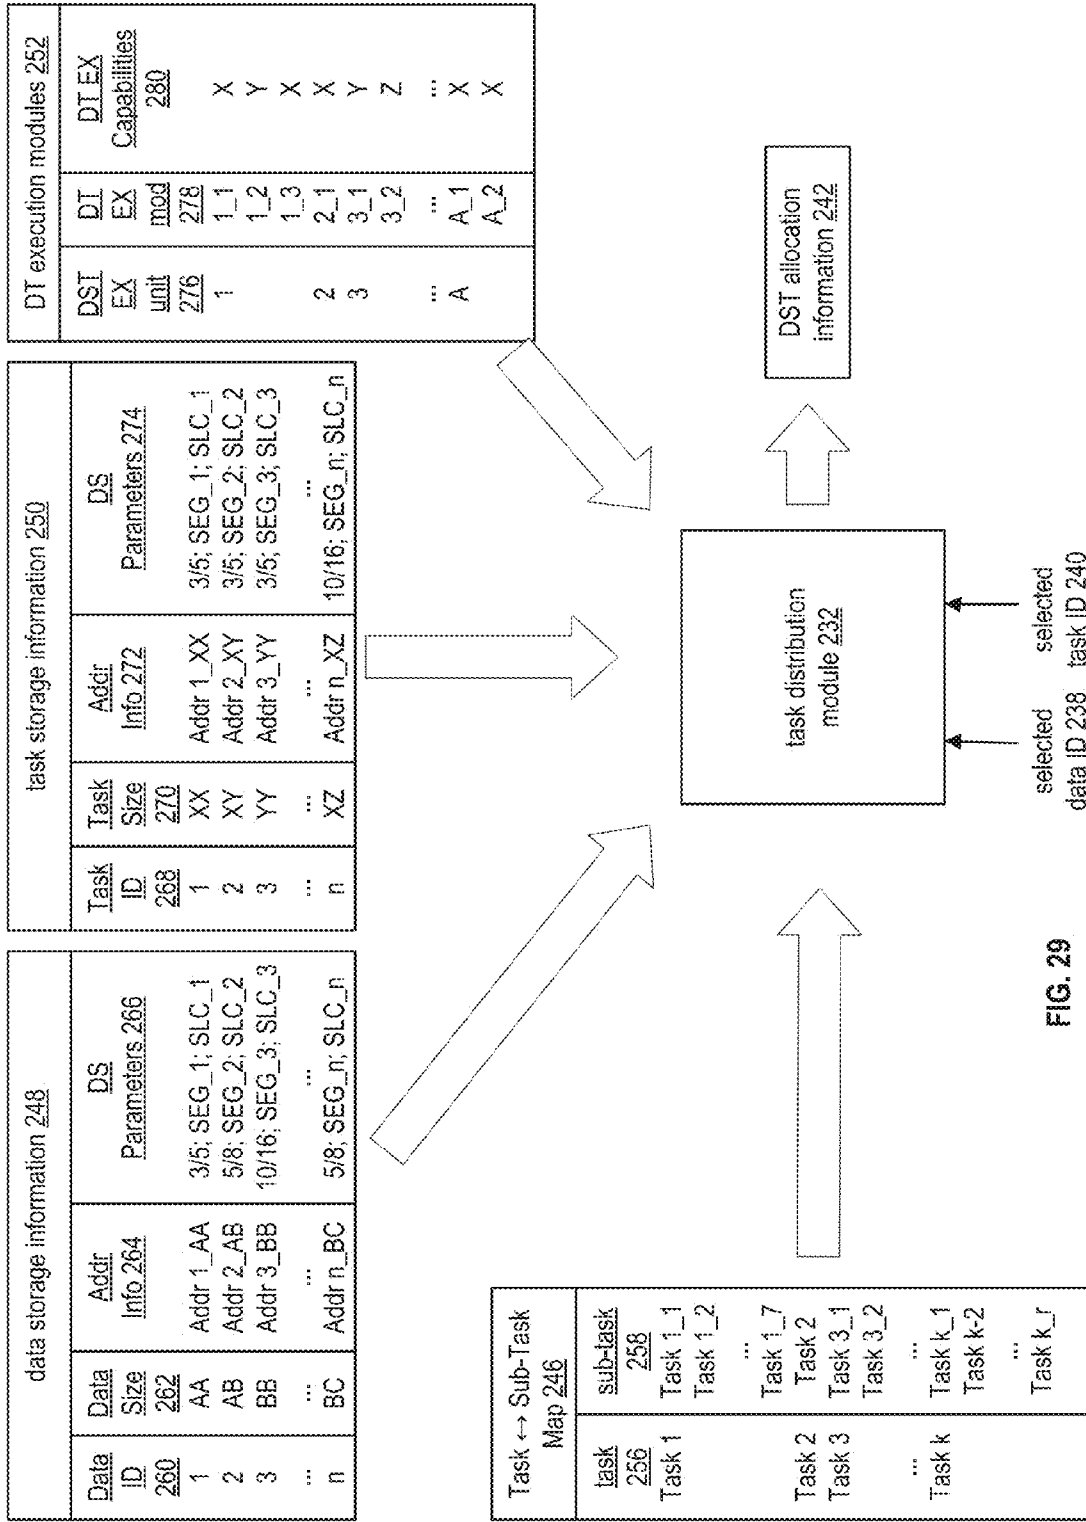 data storage information 248
Data ID 260 Data Size 262 Addr Info 264 DS Parameters 266
1 AA Addr 1_AA 3/5; SEG_1; SLC_1
2 AB Addr 2_AB 5/8; SEG_2; SLC_2
3 BB Addr 3_BB 10/16; SEG_3; SLC_3
... ... ... ...
n BC Addr n_BC 5/8; SEG_n; SLC_n
task storage information 250
Task ID 268 Task Size 270 Addr Info 272 DS Parameters 274
1 XX Addr 1_XX 3/5; SEG_1; SLC_1
2 XY Addr 2_XY 3/5; SEG_2; SLC_2
3 YY Addr 3_YY 3/5; SEG_3; SLC_3
... ... ... ...
n XZ Addr n_XZ 10/16; SEG_n; SLC_n
DT execution modules 252
DST EX unit 276 DT EX mod 278 DT EX Capabilities 280
1 1_1 X
1_2 Y
1_3 X
2 2_1 X
3 3_1 Y
3_2 Z
... ... ...
A A_1 X
A_2 X
Task ↔ Sub-Task
Map 246
task 256 sub-task 258
Task 1 Task 1_1
Task 1_2
...
Task 1_7
Task 2 Task 2
Task 3 Task 3_1
Task 3_2
... ...
Task k Task k_1
Task k-2
...
Task k_r
task distribution
module 232
selected
data ID 238
selected
task ID 240
DST allocation
information 242
FIG. 29